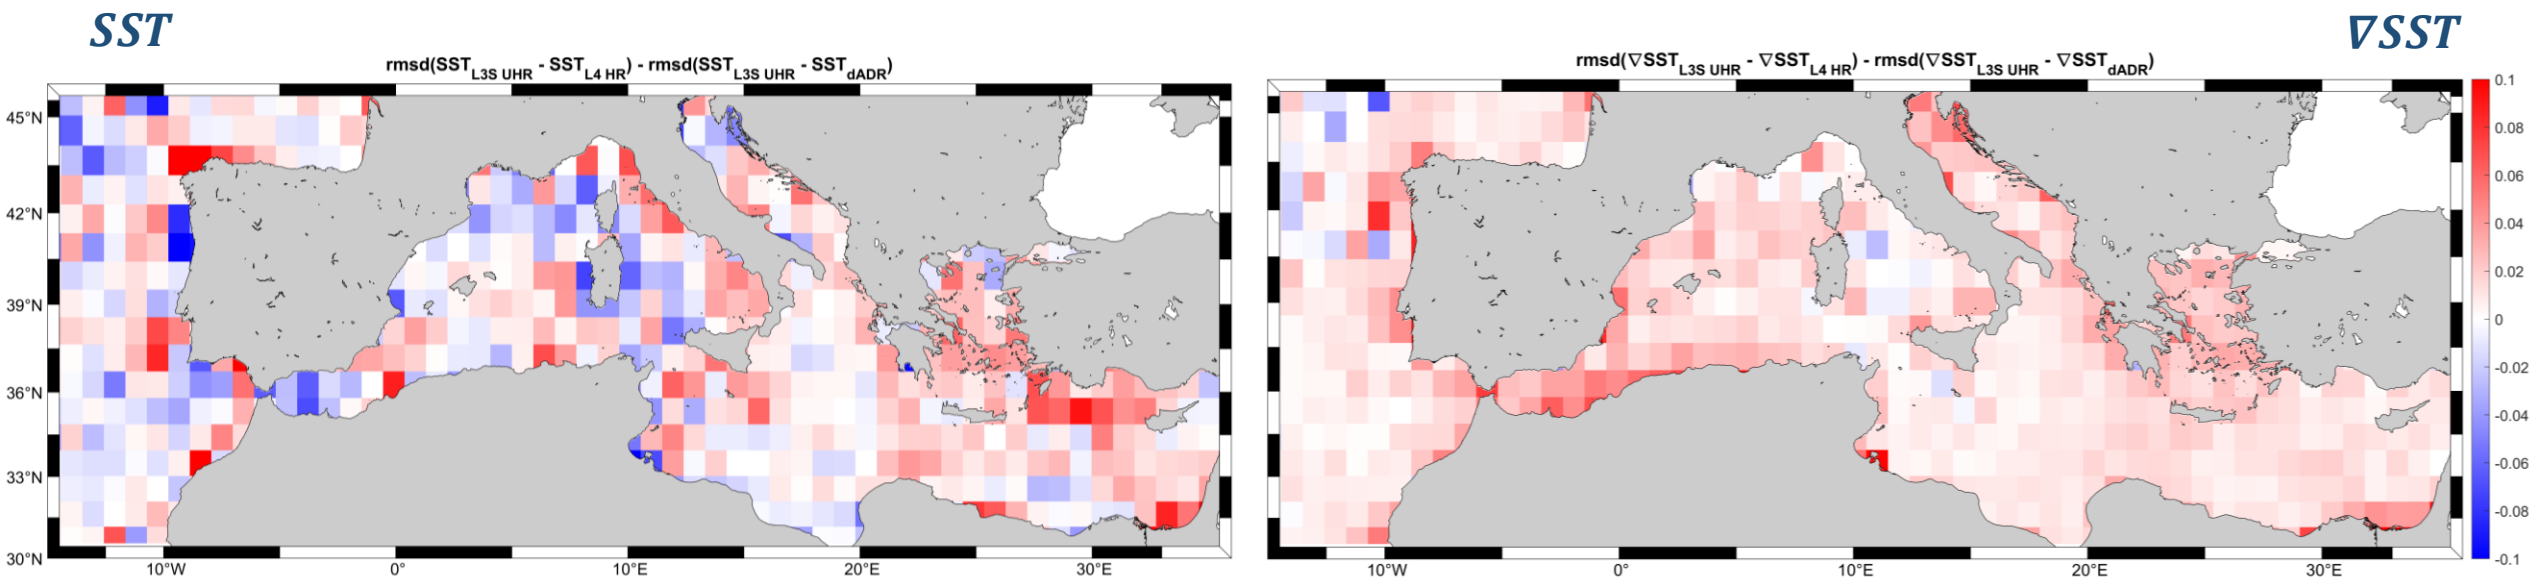 SST
∇SST
rmsd(SST_L3S UHR - SST_L4 HR) - rmsd(SST_L3S UHR - SST_dADR)
rmsd(∇SST_L3S UHR - ∇SST_L4 HR) - rmsd(∇SST_L3S UHR - ∇SST_dADR)
45°N
42°N
39°N
36°N
33°N
30°N
10°W 0° 10°E 20°E 30°E
10°W 0° 10°E 20°E 30°E
0.1
0.08
0.06
0.04
0.02
0
-0.02
-0.04
-0.06
-0.08
-0.1